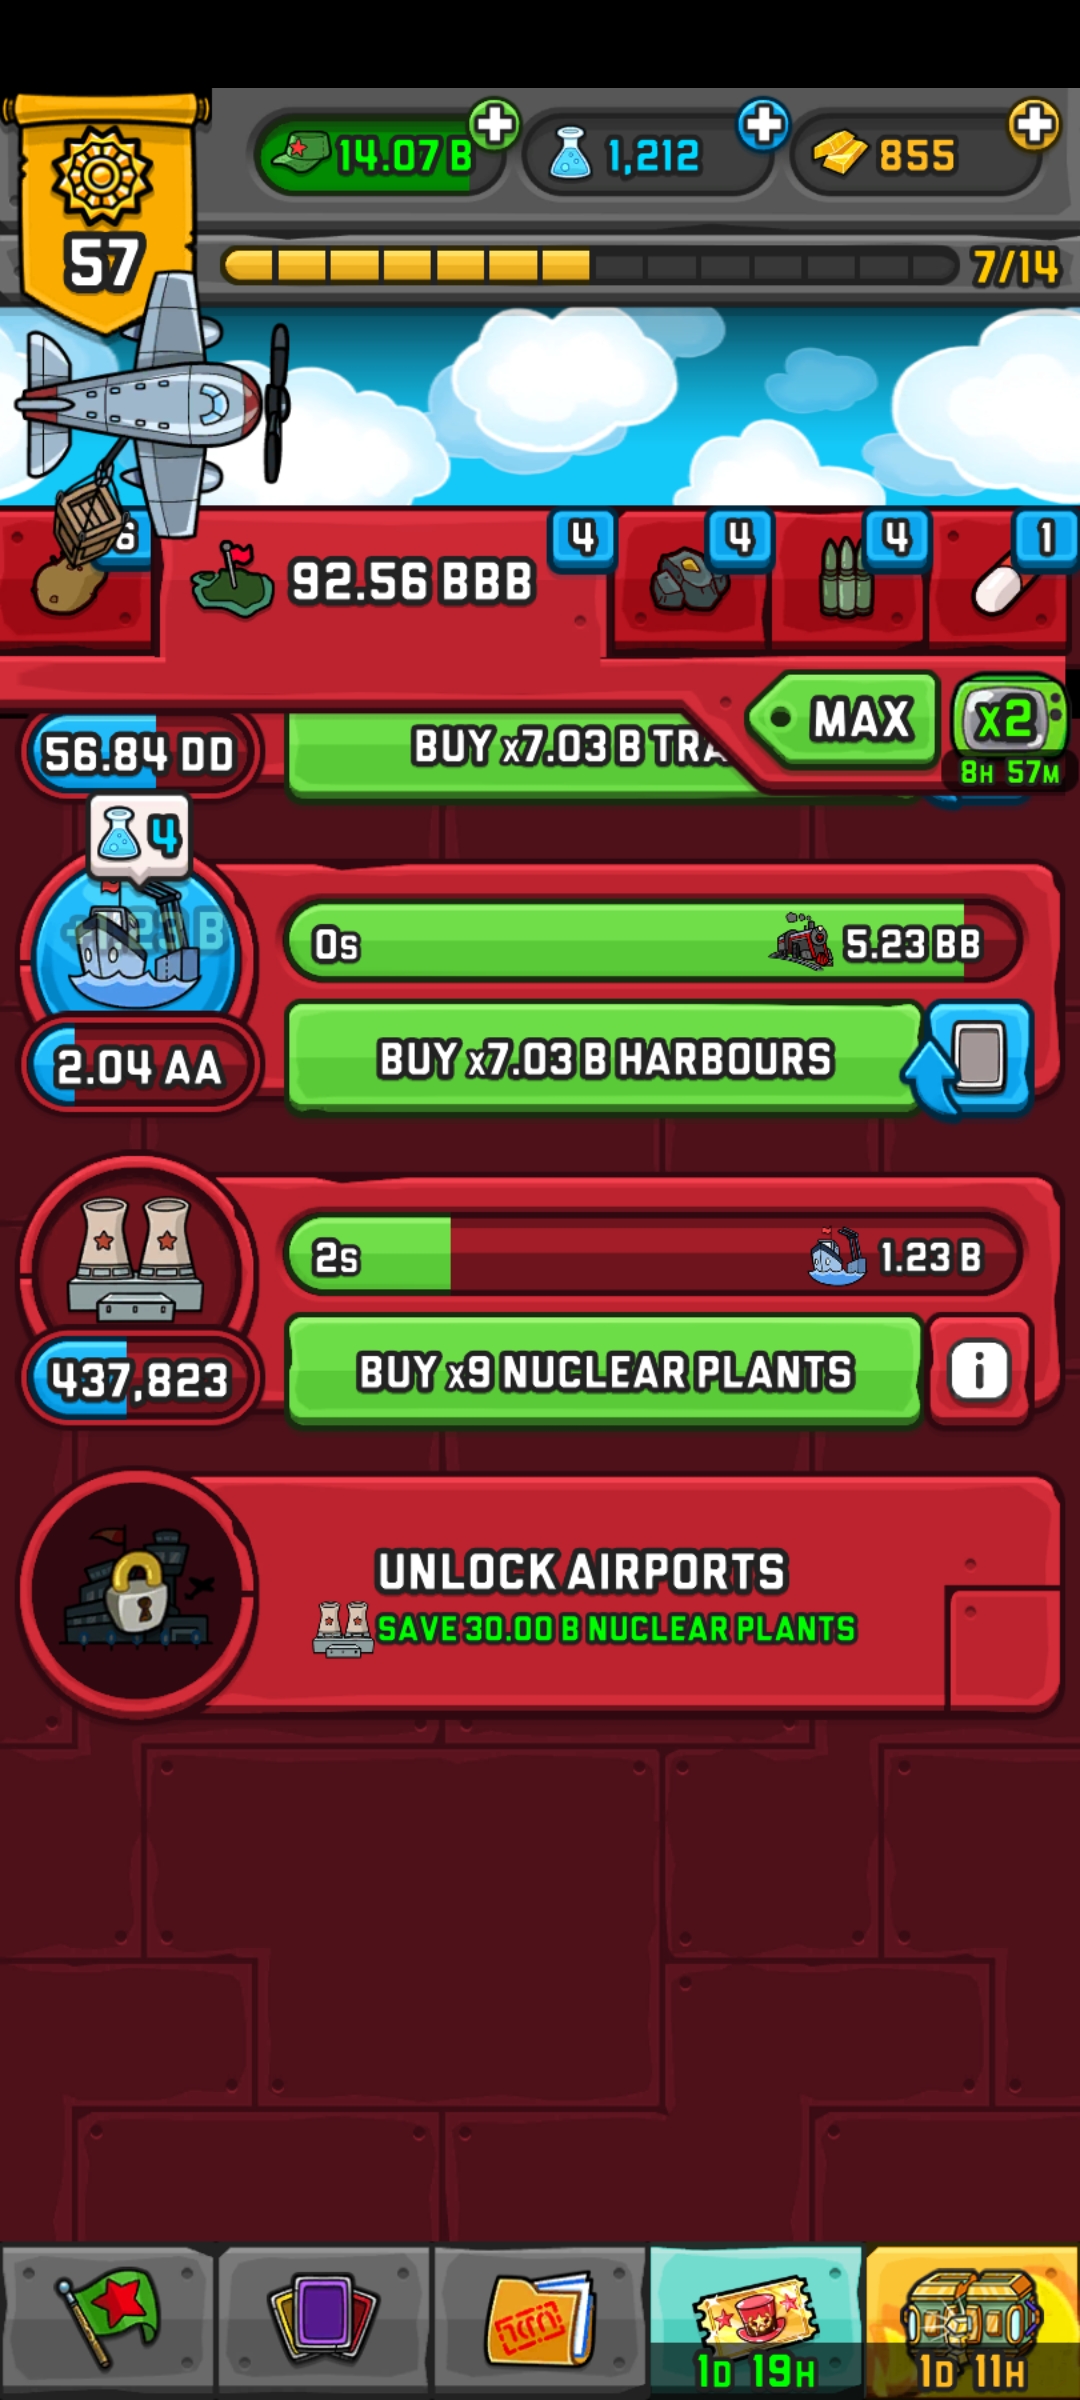 14.07 B
1,212
855
57
7/14
6
92.56 BBB
4
4
4
1
MAX
x2
8H 57M
56.84 DD
BUY x7.03 B TRA
4
+1.23 B
0s
5.23 BB
2.04 AA
BUY x7.03 B HARBOURS
2s
1.23 B
437,823
BUY x9 NUCLEAR PLANTS
i
UNLOCK AIRPORTS
SAVE 30.00 B NUCLEAR PLANTS
1D 19H
1D 11H